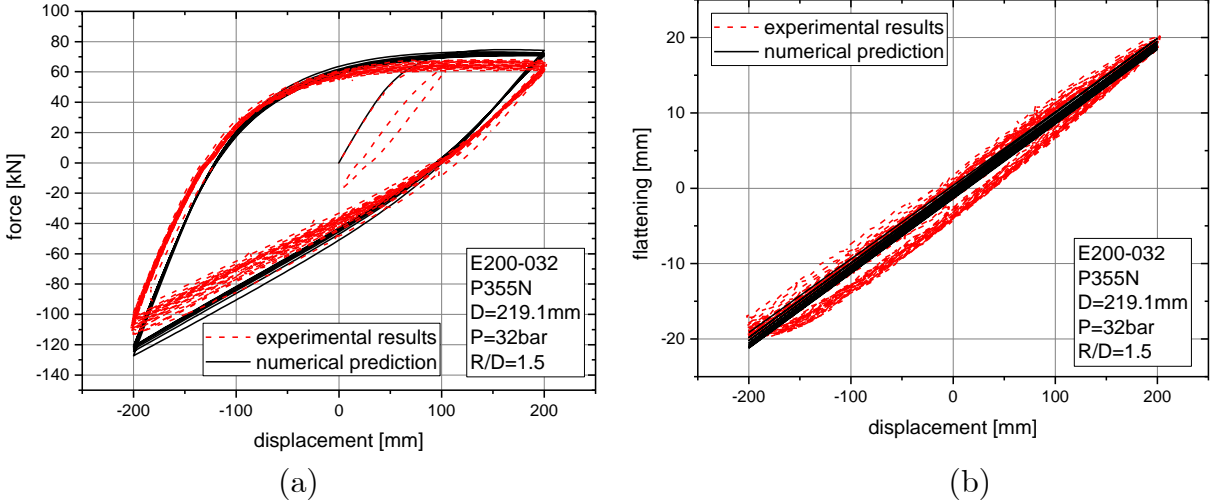 100
80
60
40
20
0
-20
-40
-60
-80
-100
-120
-140
force [kN]
-200
-100
0
100
200
displacement [mm]
experimental results
numerical prediction
E200-032
P355N
D=219.1mm
P=32bar
R/D=1.5
(a)
experimental results
numerical prediction
20
10
0
-10
-20
flattening [mm]
-200
-100
0
100
200
displacement [mm]
E200-032
P355N
D=219.1mm
P=32bar
R/D=1.5
(b)